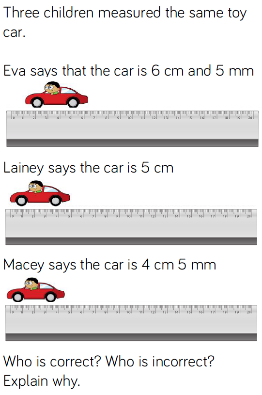 Three children measured the same toy
car.
Eva says that the car is 6 cm and 5 mm
Lainey says the car is 5 cm
Macey says the car is 4 cm 5 mm
Who is correct? Who is incorrect?
Explain why.